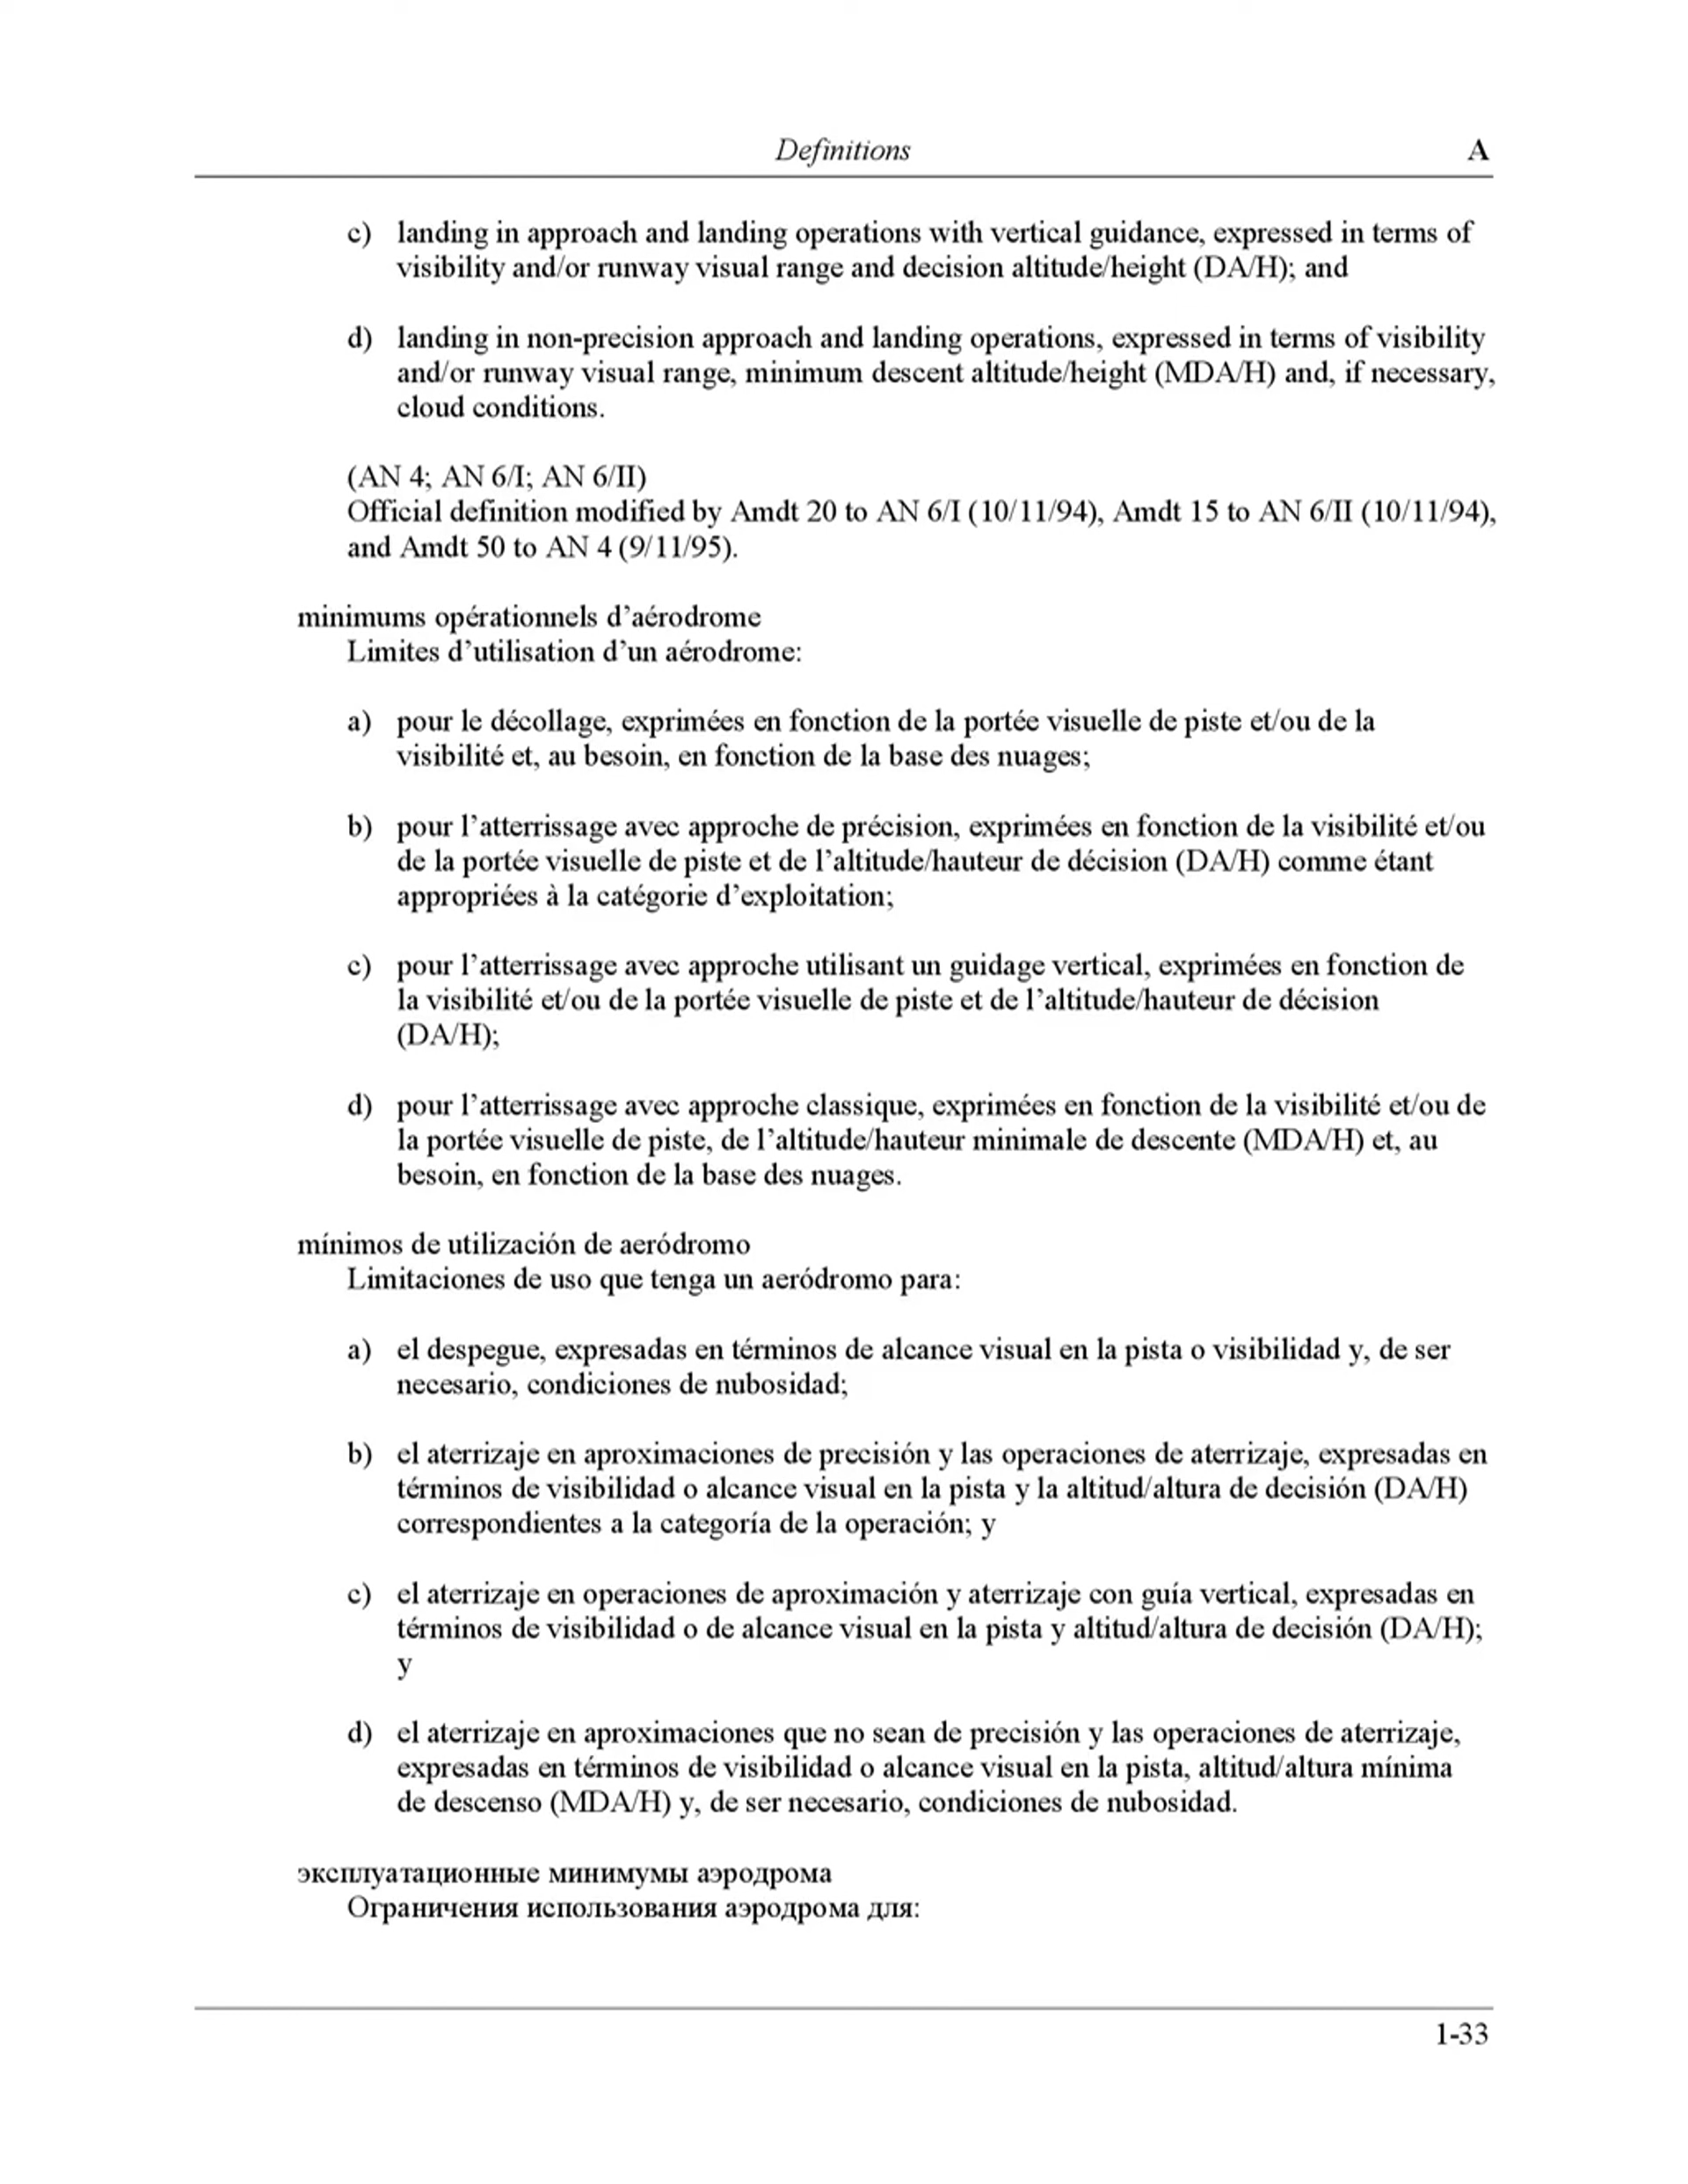 Definitions A
c) landing in approach and landing operations with vertical guidance, expressed in terms of
visibility and/or runway visual range and decision altitude/height (DA/H); and
d) landing in non-precision approach and landing operations, expressed in terms of visibility
and/or runway visual range, minimum descent altitude/height (MDA/H) and, if necessary,
cloud conditions.
(AN 4; AN 6/I; AN 6/II)
Official definition modified by Amdt 20 to AN 6/I (10/11/94), Amdt 15 to AN 6/II (10/11/94),
and Amdt 50 to AN 4 (9/11/95).
minimums opérationnels d’aérodrome
Limites d’utilisation d’un aérodrome:
a) pour le décollage, exprimées en fonction de la portée visuelle de piste et/ou de la
visibilité et, au besoin, en fonction de la base des nuages;
b) pour l’atterrissage avec approche de précision, exprimées en fonction de la visibilité et/ou
de la portée visuelle de piste et de l’altitude/hauteur de décision (DA/H) comme étant
appropriées à la catégorie d’exploitation;
c) pour l’atterrissage avec approche utilisant un guidage vertical, exprimées en fonction de
la visibilité et/ou de la portée visuelle de piste et de l’altitude/hauteur de décision
(DA/H);
d) pour l’atterrissage avec approche classique, exprimées en fonction de la visibilité et/ou de
la portée visuelle de piste, de l’altitude/hauteur minimale de descente (MDA/H) et, au
besoin, en fonction de la base des nuages.
mínimos de utilización de aeródromo
Limitaciones de uso que tenga un aeródromo para:
a) el despegue, expresadas en términos de alcance visual en la pista o visibilidad y, de ser
necesario, condiciones de nubosidad;
b) el aterrizaje en aproximaciones de precisión y las operaciones de aterrizaje, expresadas en
términos de visibilidad o alcance visual en la pista y la altitud/altura de decisión (DA/H)
correspondientes a la categoría de la operación; y
c) el aterrizaje en operaciones de aproximación y aterrizaje con guía vertical, expresadas en
términos de visibilidad o de alcance visual en la pista y altitud/altura de decisión (DA/H);
y
d) el aterrizaje en aproximaciones que no sean de precisión y las operaciones de aterrizaje,
expresadas en términos de visibilidad o alcance visual en la pista, altitud/altura mínima
de descenso (MDA/H) y, de ser necesario, condiciones de nubosidad.
эксплуатационные минимумы аэродрома
Ограничения использования аэродрома для:
1-33